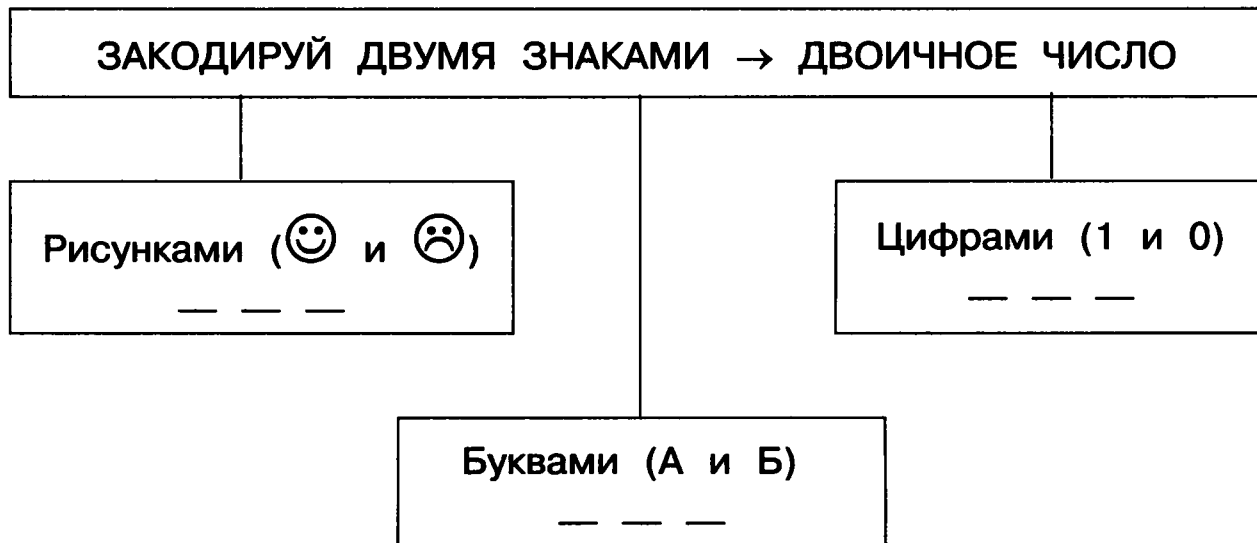 ЗАКОДИРУЙ ДВУМЯ ЗНАКАМИ → ДВОИЧНОЕ ЧИСЛО
Рисунками (☺ и ☹)
_ _ _
Цифрами (1 и 0)
_ _ _
Буквами (А и Б)
_ _ _